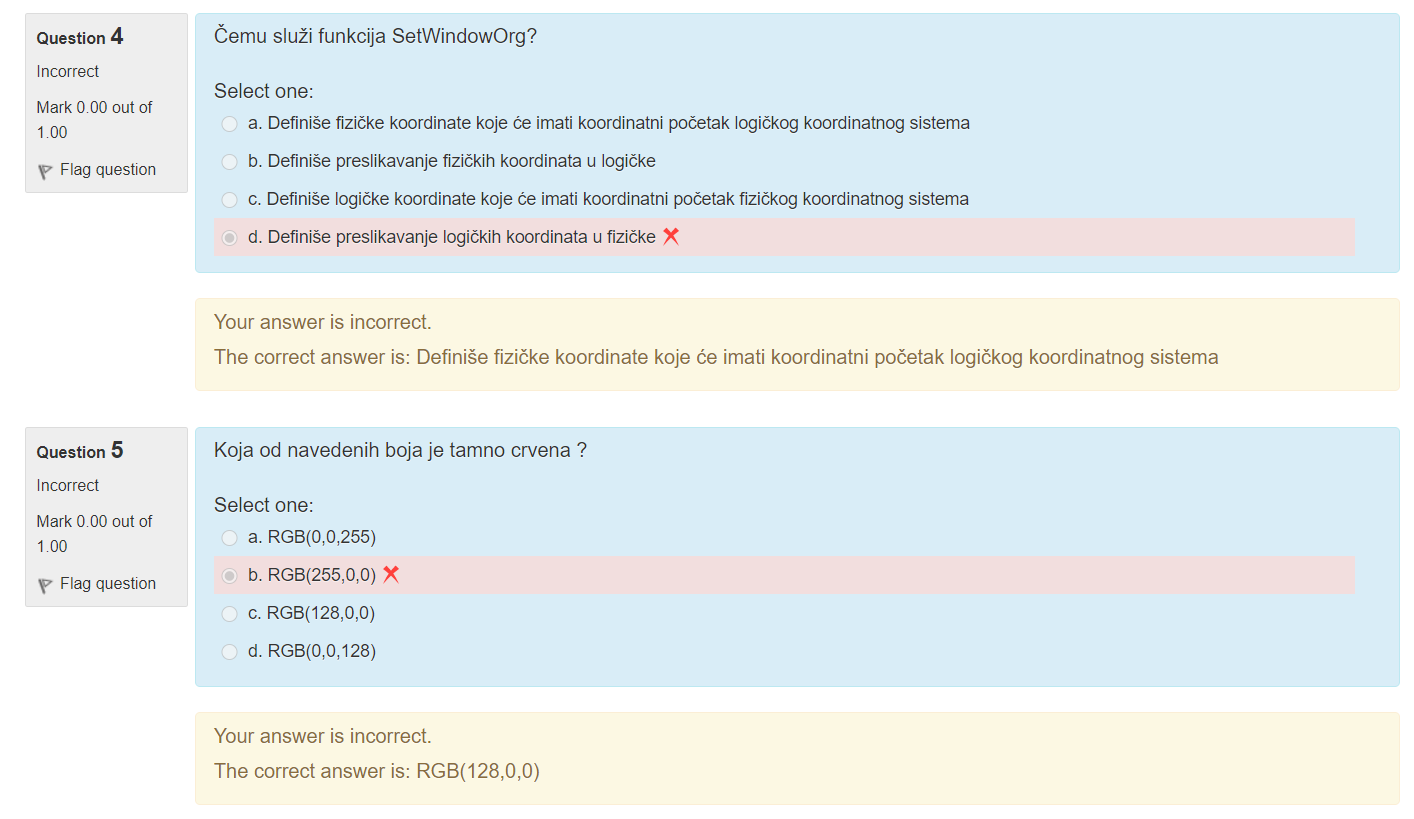 Question 4
Incorrect
Mark 0.00 out of
1.00
Flag question
Čemu služi funkcija SetWindowOrg?
Select one:
a. Definiše fizičke koordinate koje će imati koordinatni početak logičkog koordinatnog sistema
b. Definiše preslikavanje fizičkih koordinata u logičke
c. Definiše logičke koordinate koje će imati koordinatni početak fizičkog koordinatnog sistema
d. Definiše preslikavanje logičkih koordinata u fizičke
Your answer is incorrect.
The correct answer is: Definiše fizičke koordinate koje će imati koordinatni početak logičkog koordinatnog sistema
Question 5
Incorrect
Mark 0.00 out of
1.00
Flag question
Koja od navedenih boja je tamno crvena ?
Select one:
a. RGB(0,0,255)
b. RGB(255,0,0)
c. RGB(128,0,0)
d. RGB(0,0,128)
Your answer is incorrect.
The correct answer is: RGB(128,0,0)